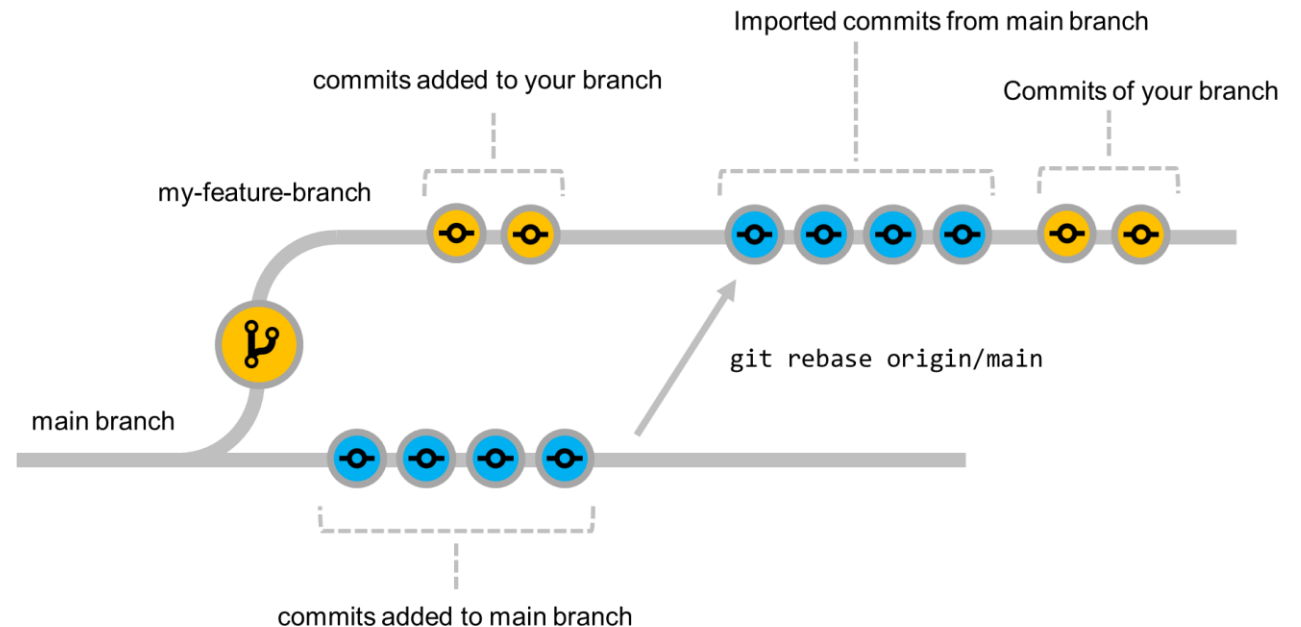 Imported commits from main branch
commits added to your branch
Commits of your branch
my-feature-branch
git rebase origin/main
main branch
commits added to main branch